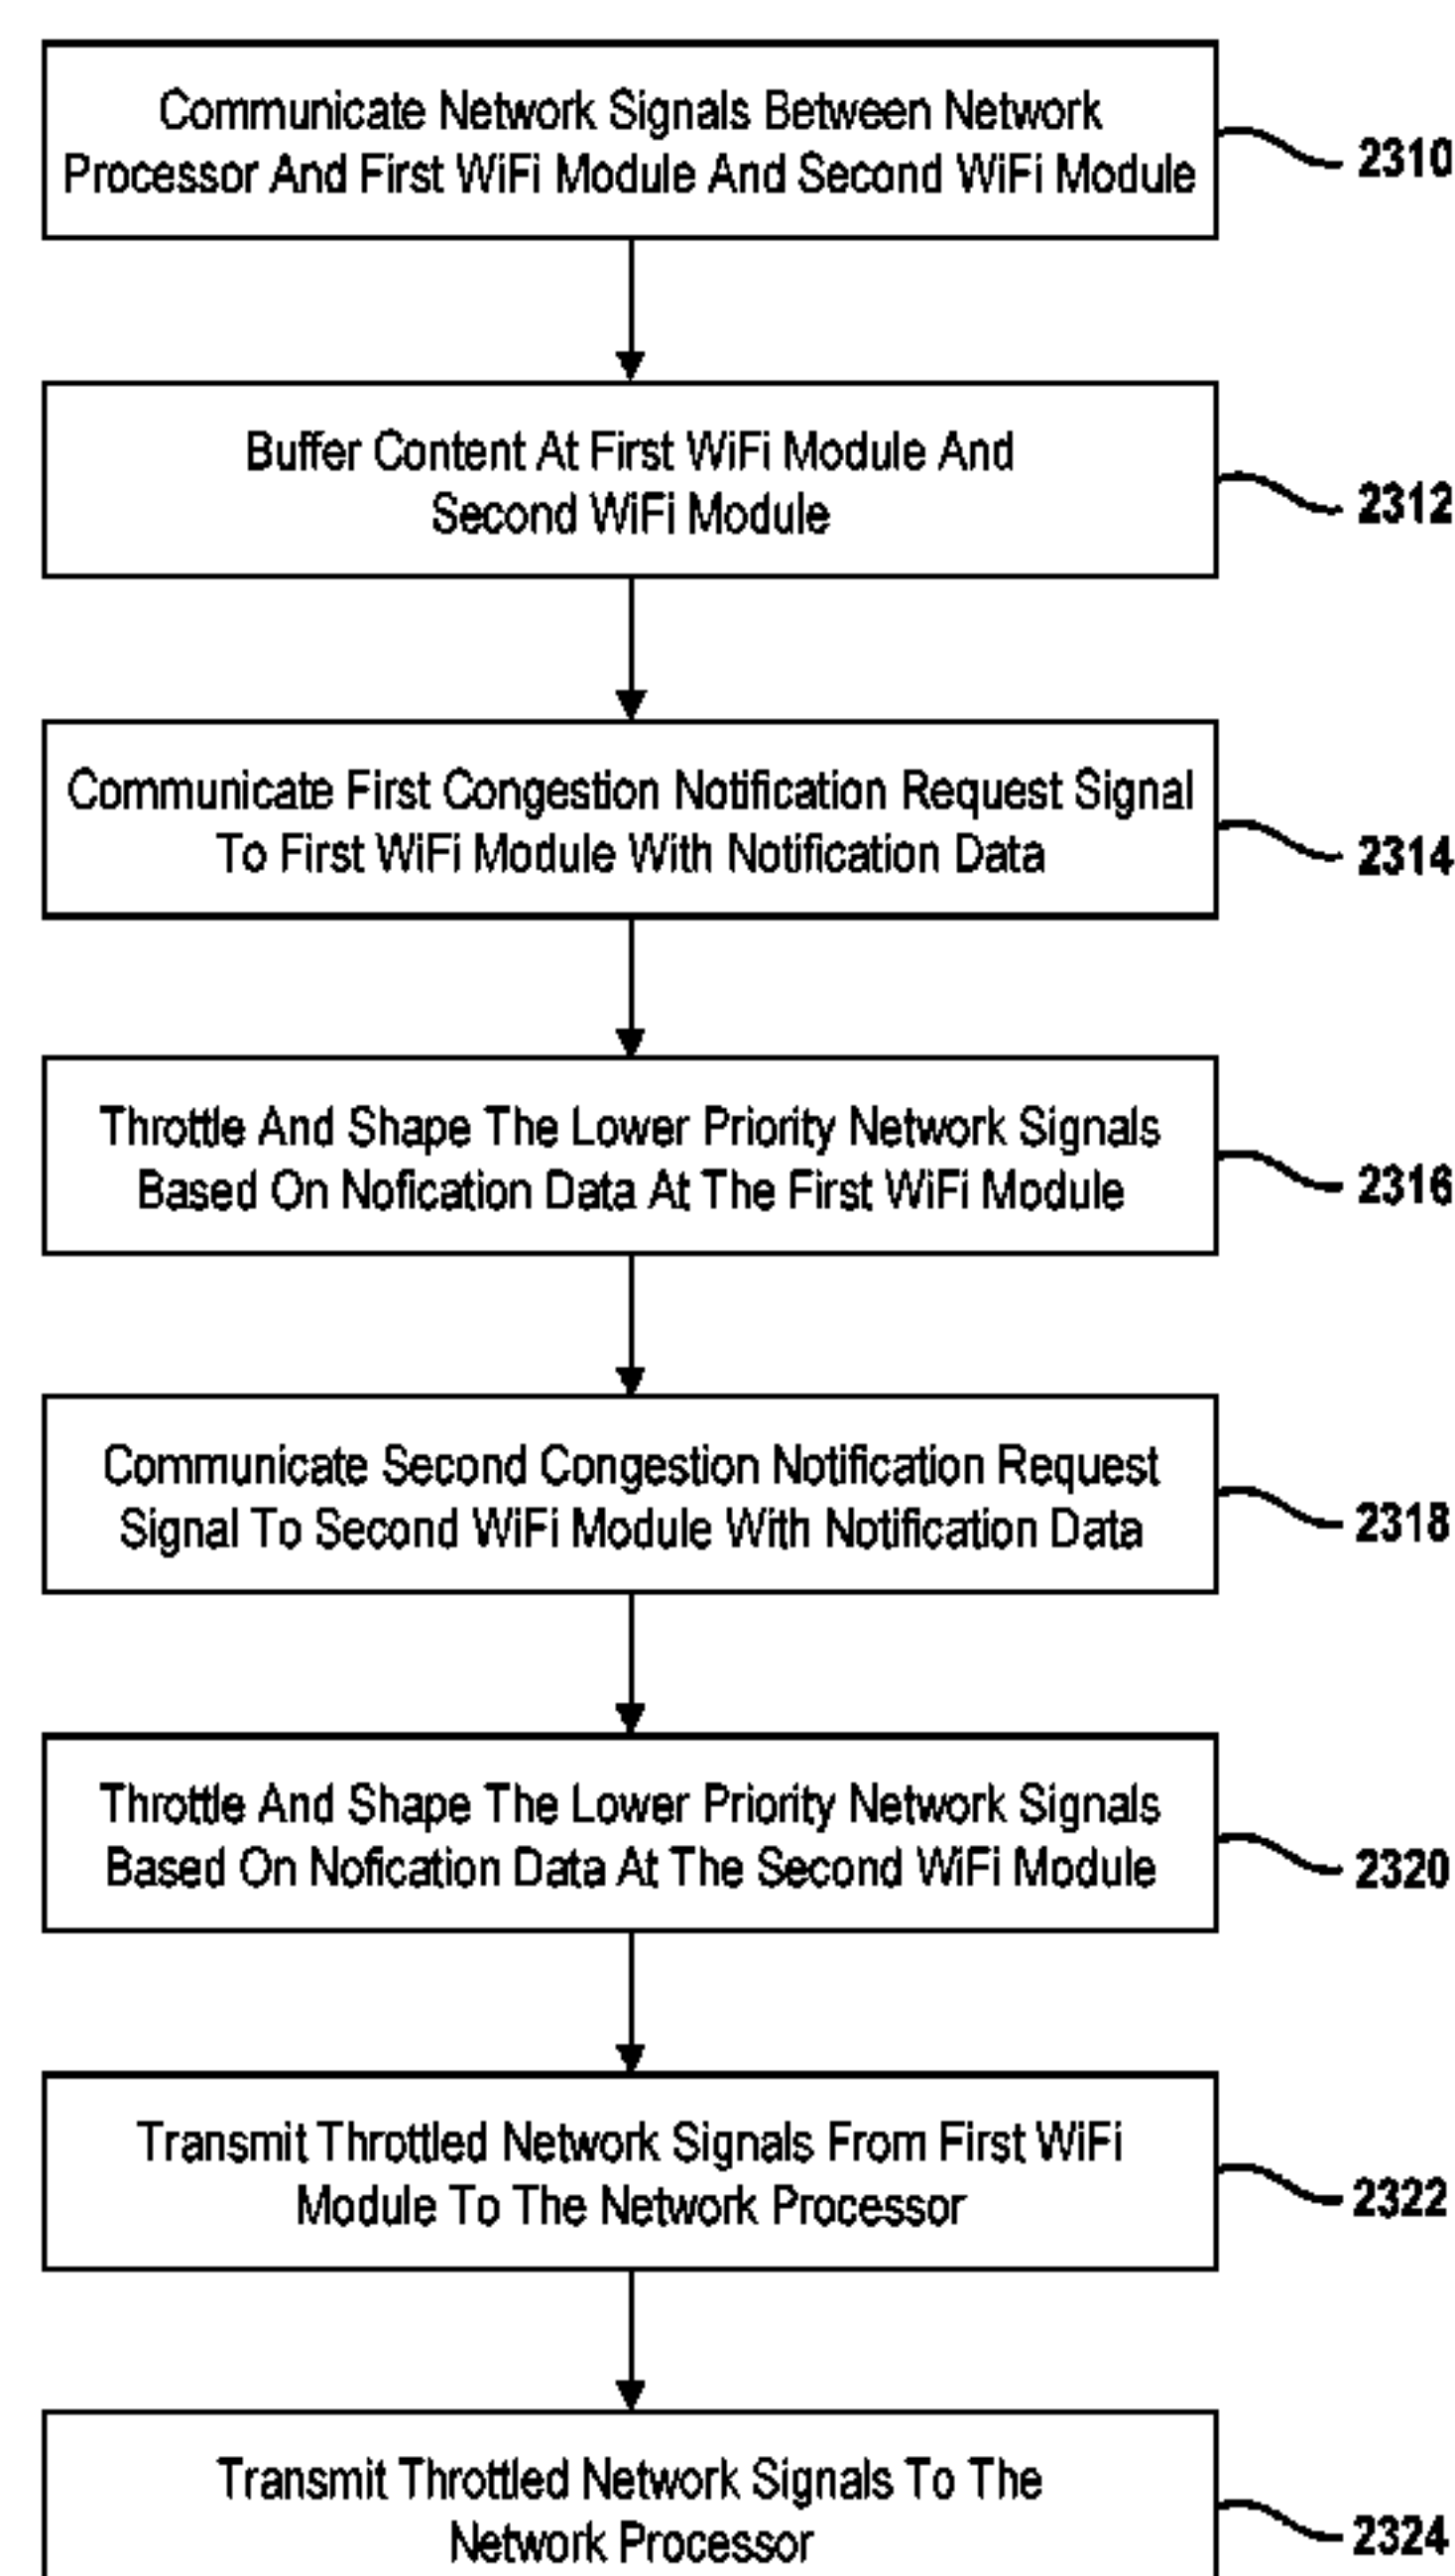 Communicate Network Signals Between Network
Processor And First WiFi Module And Second WiFi Module
2310
Buffer Content At First WiFi Module And
Second WiFi Module
2312
Communicate First Congestion Notification Request Signal
To First WiFi Module With Notification Data
2314
Throttle And Shape The Lower Priority Network Signals
Based On Nofication Data At The First WiFi Module
2316
Communicate Second Congestion Notification Request
Signal To Second WiFi Module With Notification Data
2318
Throttle And Shape The Lower Priority Network Signals
Based On Nofication Data At The Second WiFi Module
2320
Transmit Throttled Network Signals From First WiFi
Module To The Network Processor
2322
Transmit Throttled Network Signals To The
Network Processor
2324